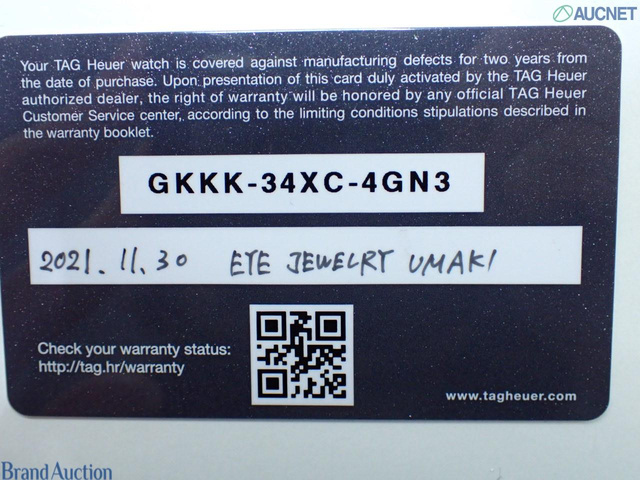 AUCNET
Your TAG Heuer watch is covered against manufacturing defects for two years from
the date of purchase. Upon presentation of this card duly activated by the TAG Heuer
authorized dealer, the right of warranty will be honored by any official TAG Heuer
Customer Service center, according to the limiting conditions stipulations described in
the warranty booklet.
GKKK-34XC-4GN3
2021.11.30 EYE JEWELRY UMAKI
Check your warranty status:
http://tag.hr/warranty
www.tagheuer.com
Brand Auction